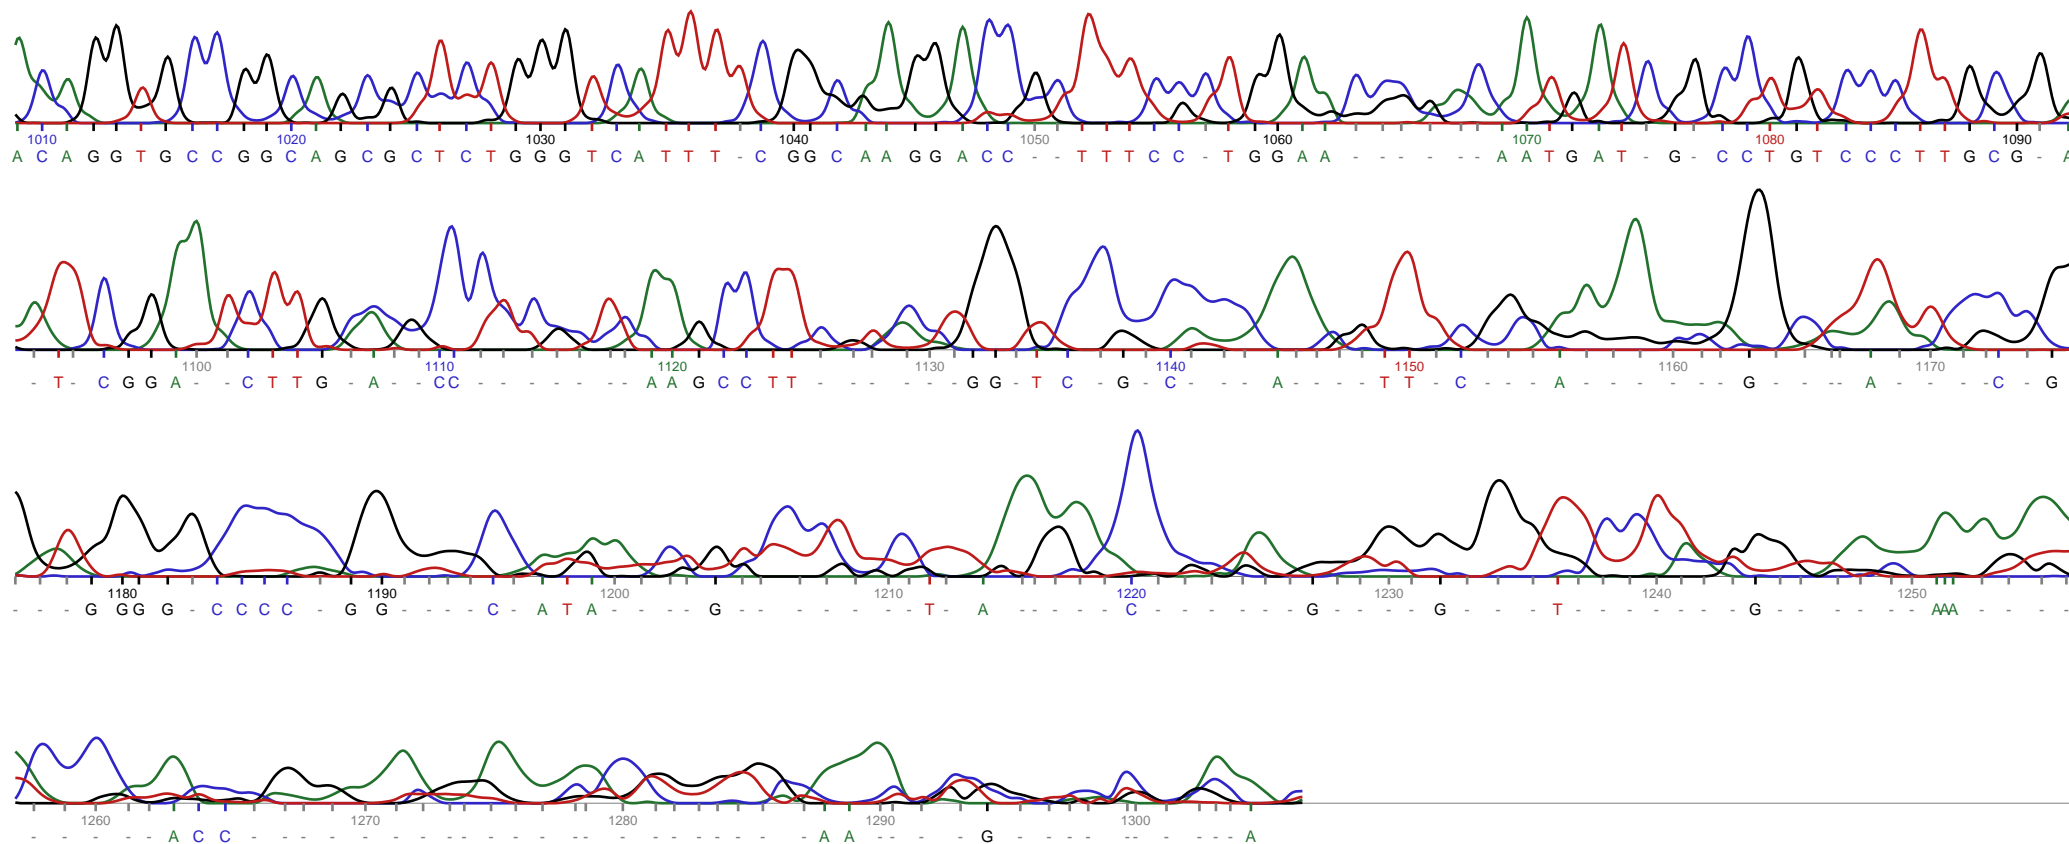 1010 1020 1030 1040 1050 1060 1070 1080 1090
A C A G G T G C C G G C A G C G C T C T G G G T C A T T T - C G G C A A G G A C C - - T T T C C - T G G A A - - - - - - - A A T G A T - G - C C T G T C C C T T G C G - A
1100 1110 1120 1130 1140 1150 1160 1170
- T - C G G A - - C T T G - A - - C C - - - - - - - - A A G C C T T - - - - - - - G G - T C - G - C - - - A - - - - T T - C - - - - A - - - - - - - G - - - - - A - - - - - C - G
1180 1190 1200 1210 1220 1230 1240 1250
- - - G G G G - C C C C - - G G - - - - C - A T A - - - - - G - - - - - - - - T - A - - - - - C - - - - - - - G - - - - G - - - - T - - - - - - - G - - - - - - - A A A - - - - -
1260 1270 1280 1290 1300
- - - - - A C C - - - - - - - - - - - - - - - - - - - - - - - - A A - - - - G - - - - - - - - - - - - A